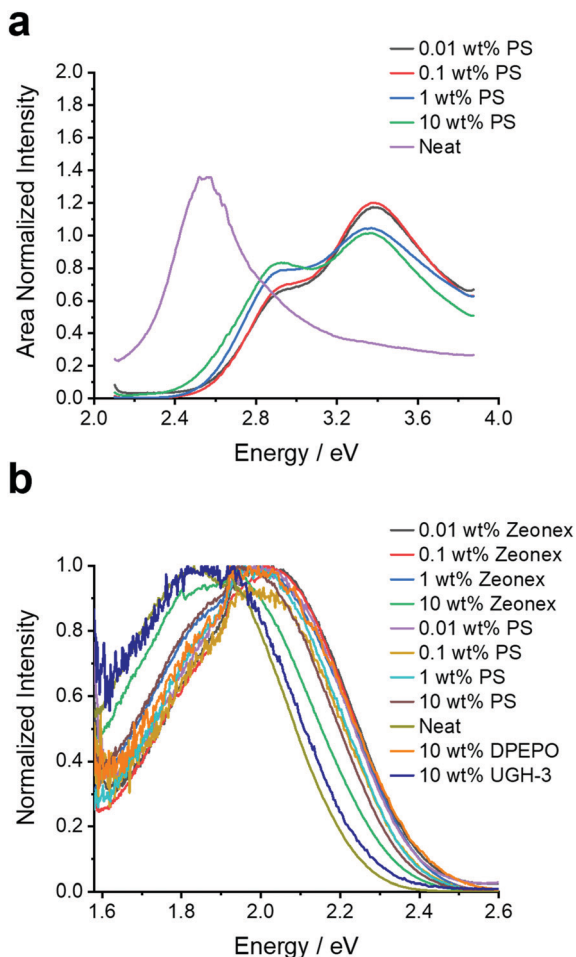 a
0.01 wt% PS
0.1 wt% PS
1 wt% PS
10 wt% PS
Neat
Area Normalized Intensity
2.0
1.8
1.6
1.4
1.2
1.0
0.8
0.6
0.4
0.2
0.0
2.0 2.4 2.8 3.2 3.6 4.0
Energy / eV
b
0.01 wt% Zeonex
0.1 wt% Zeonex
1 wt% Zeonex
10 wt% Zeonex
0.01 wt% PS
0.1 wt% PS
1 wt% PS
10 wt% PS
Neat
10 wt% DPEPO
10 wt% UGH-3
Normalized Intensity
1.0
0.8
0.6
0.4
0.2
0.0
1.6 1.8 2.0 2.2 2.4 2.6
Energy / eV